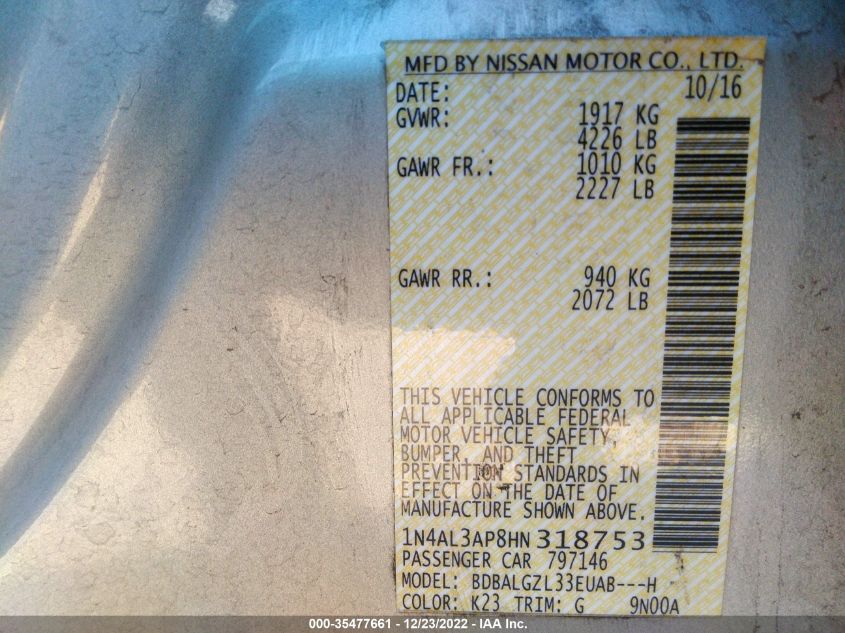 MFD BY NISSAN MOTOR CO., LTD.
DATE: 10/16
GVWR: 1917 KG
4226 LB
GAWR FR.: 1010 KG
2227 LB
GAWR RR.: 940 KG
2072 LB
THIS VEHICLE CONFORMS TO
ALL APPLICABLE FEDERAL
MOTOR VEHICLE SAFETY,
BUMPER, AND THEFT
PREVENTION STANDARDS IN
EFFECT ON THE DATE OF
MANUFACTURE SHOWN ABOVE.
1N4AL3AP8HN318753
PASSENGER CAR 797146
MODEL: BDBALGZL33EUAB---H
COLOR: K23 TRIM: G 9N00A
000-35477661 - 12/23/2022 - IAA Inc.